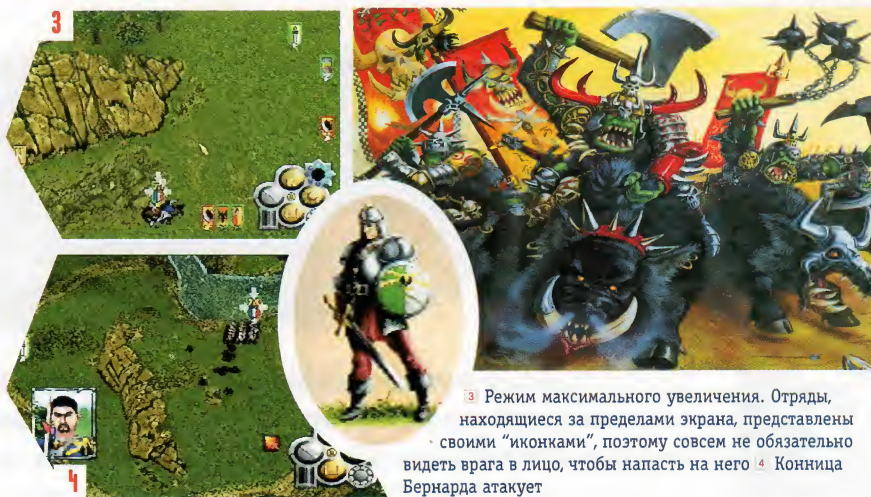 3
4
3 Режим максимального увеличения. Отряды,
находящиеся за пределами экрана, представлены
своими “иконками”, поэтому совсем не обязательно
видеть врага в лицо, чтобы напасть на него 4 Конница
Бернарда атакует